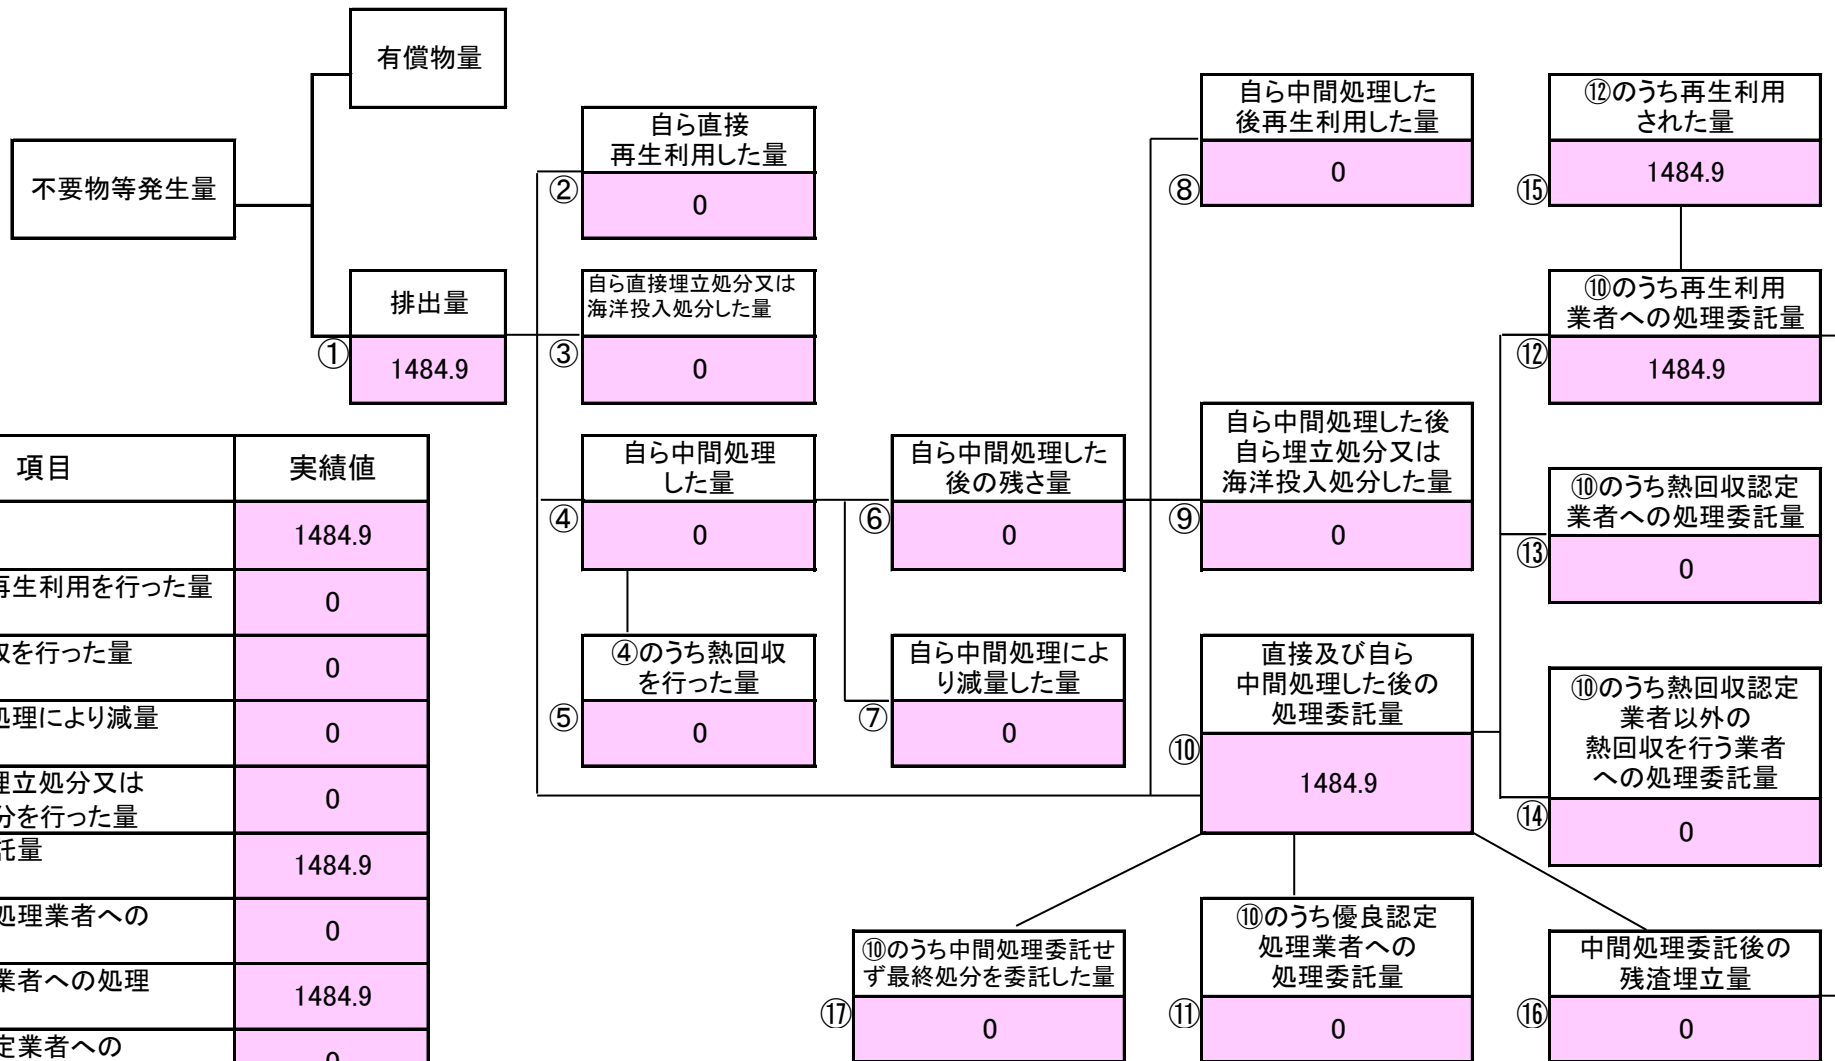 有償物量
不要物等発生量
排出量
①
1484.9
自ら直接
再生利用した量
②
0
自ら直接埋立処分又は
海洋投入処分した量
③
0
自ら中間処理
した量
④
0
④のうち熱回収
を行った量
⑤
0
自ら中間処理した
後の残さ量
⑥
0
自ら中間処理によ
り減量した量
⑦
0
自ら中間処理した
後再生利用した量
⑧
0
自ら中間処理した後
自ら埋立処分又は
海洋投入処分した量
⑨
0
直接及び自ら
中間処理した後の
処理委託量
⑩
1484.9
⑫のうち再生利用
された量
⑮
1484.9
⑩のうち再生利用
業者への処理委託量
⑫
1484.9
⑩のうち熱回収認定
業者への処理委託量
⑬
0
⑩のうち熱回収認定
業者以外の
熱回収を行う業者
への処理委託量
⑭
0
⑩のうち中間処理委託せ
ず最終処分を委託した量
⑰
0
⑩のうち優良認定
処理業者への
処理委託量
⑪
0
中間処理委託後の
残渣埋立量
⑯
0
項目 実績値
1484.9
再生利用を行った量 0
収を行った量 0
処理により減量 0
埋立処分又は
分を行った量 0
託量 1484.9
処理業者への 0
業者への処理 1484.9
定業者への 0